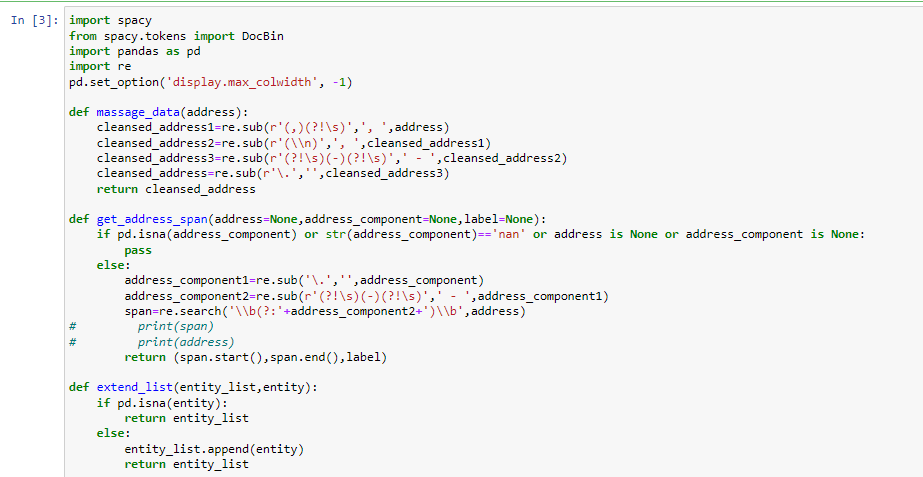 In [3]: import spacy
from spacy.tokens import DocBin
import pandas as pd
import re
pd.set_option('display.max_colwidth', -1)

def massage_data(address):
    cleansed_address1=re.sub(r'(,)(?!\s)',', ',address)
    cleansed_address2=re.sub(r'(\\n)',', ',cleansed_address1)
    cleansed_address3=re.sub(r'(?!\s)(-)(?!\s)',' - ',cleansed_address2)
    cleansed_address=re.sub(r'\.','',cleansed_address3)
    return cleansed_address

def get_address_span(address=None,address_component=None,label=None):
    if pd.isna(address_component) or str(address_component)=='nan' or address is None or address_component is None:
        pass
    else:
        address_component1=re.sub('\.','',address_component)
        address_component2=re.sub(r'(?!\s)(-)(?!\s)',' - ',address_component1)
        span=re.search('\\b(?:'+address_component2+')\\b',address)
#         print(span)
#         print(address)
        return (span.start(),span.end(),label)

def extend_list(entity_list,entity):
    if pd.isna(entity):
        return entity_list
    else:
        entity_list.append(entity)
        return entity_list